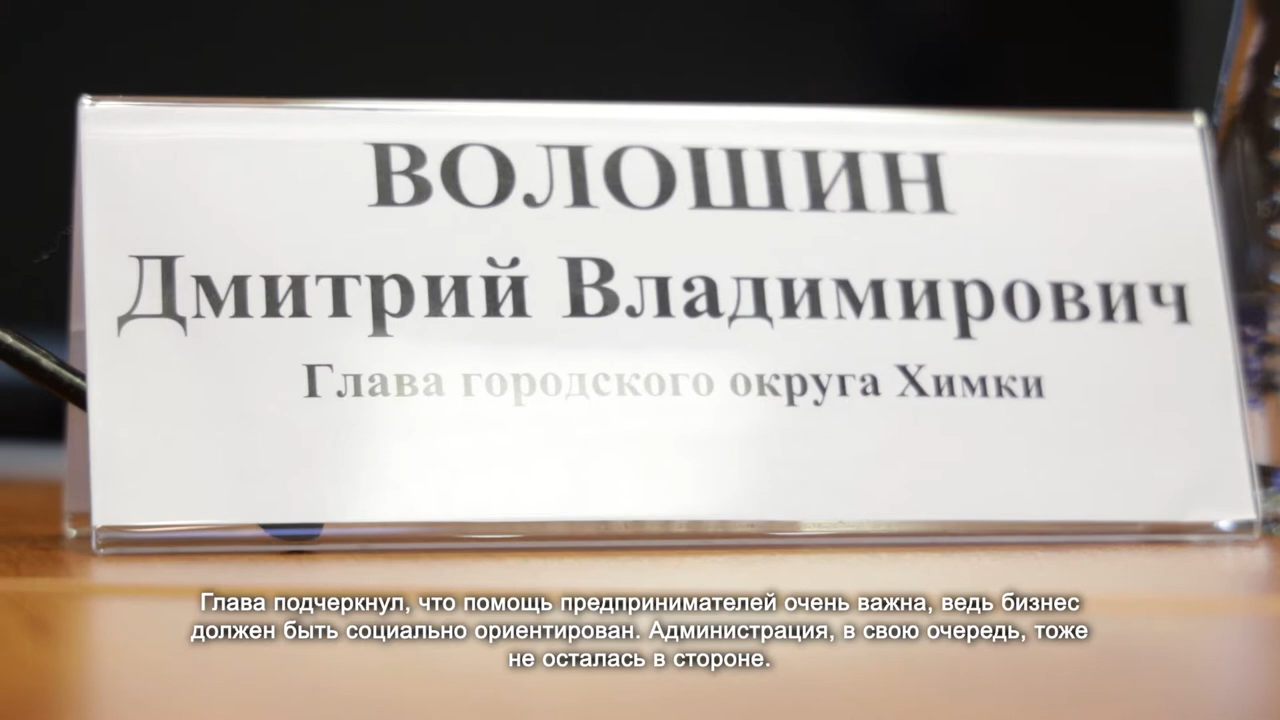 ВОЛОШИН
Дмитрий Владимирович
Глава городского округа Химки
Глава подчеркнул, что помощь предпринимателей очень важна, ведь бизнес
должен быть социально ориентирован. Администрация, в свою очередь, тоже
не осталась в стороне.